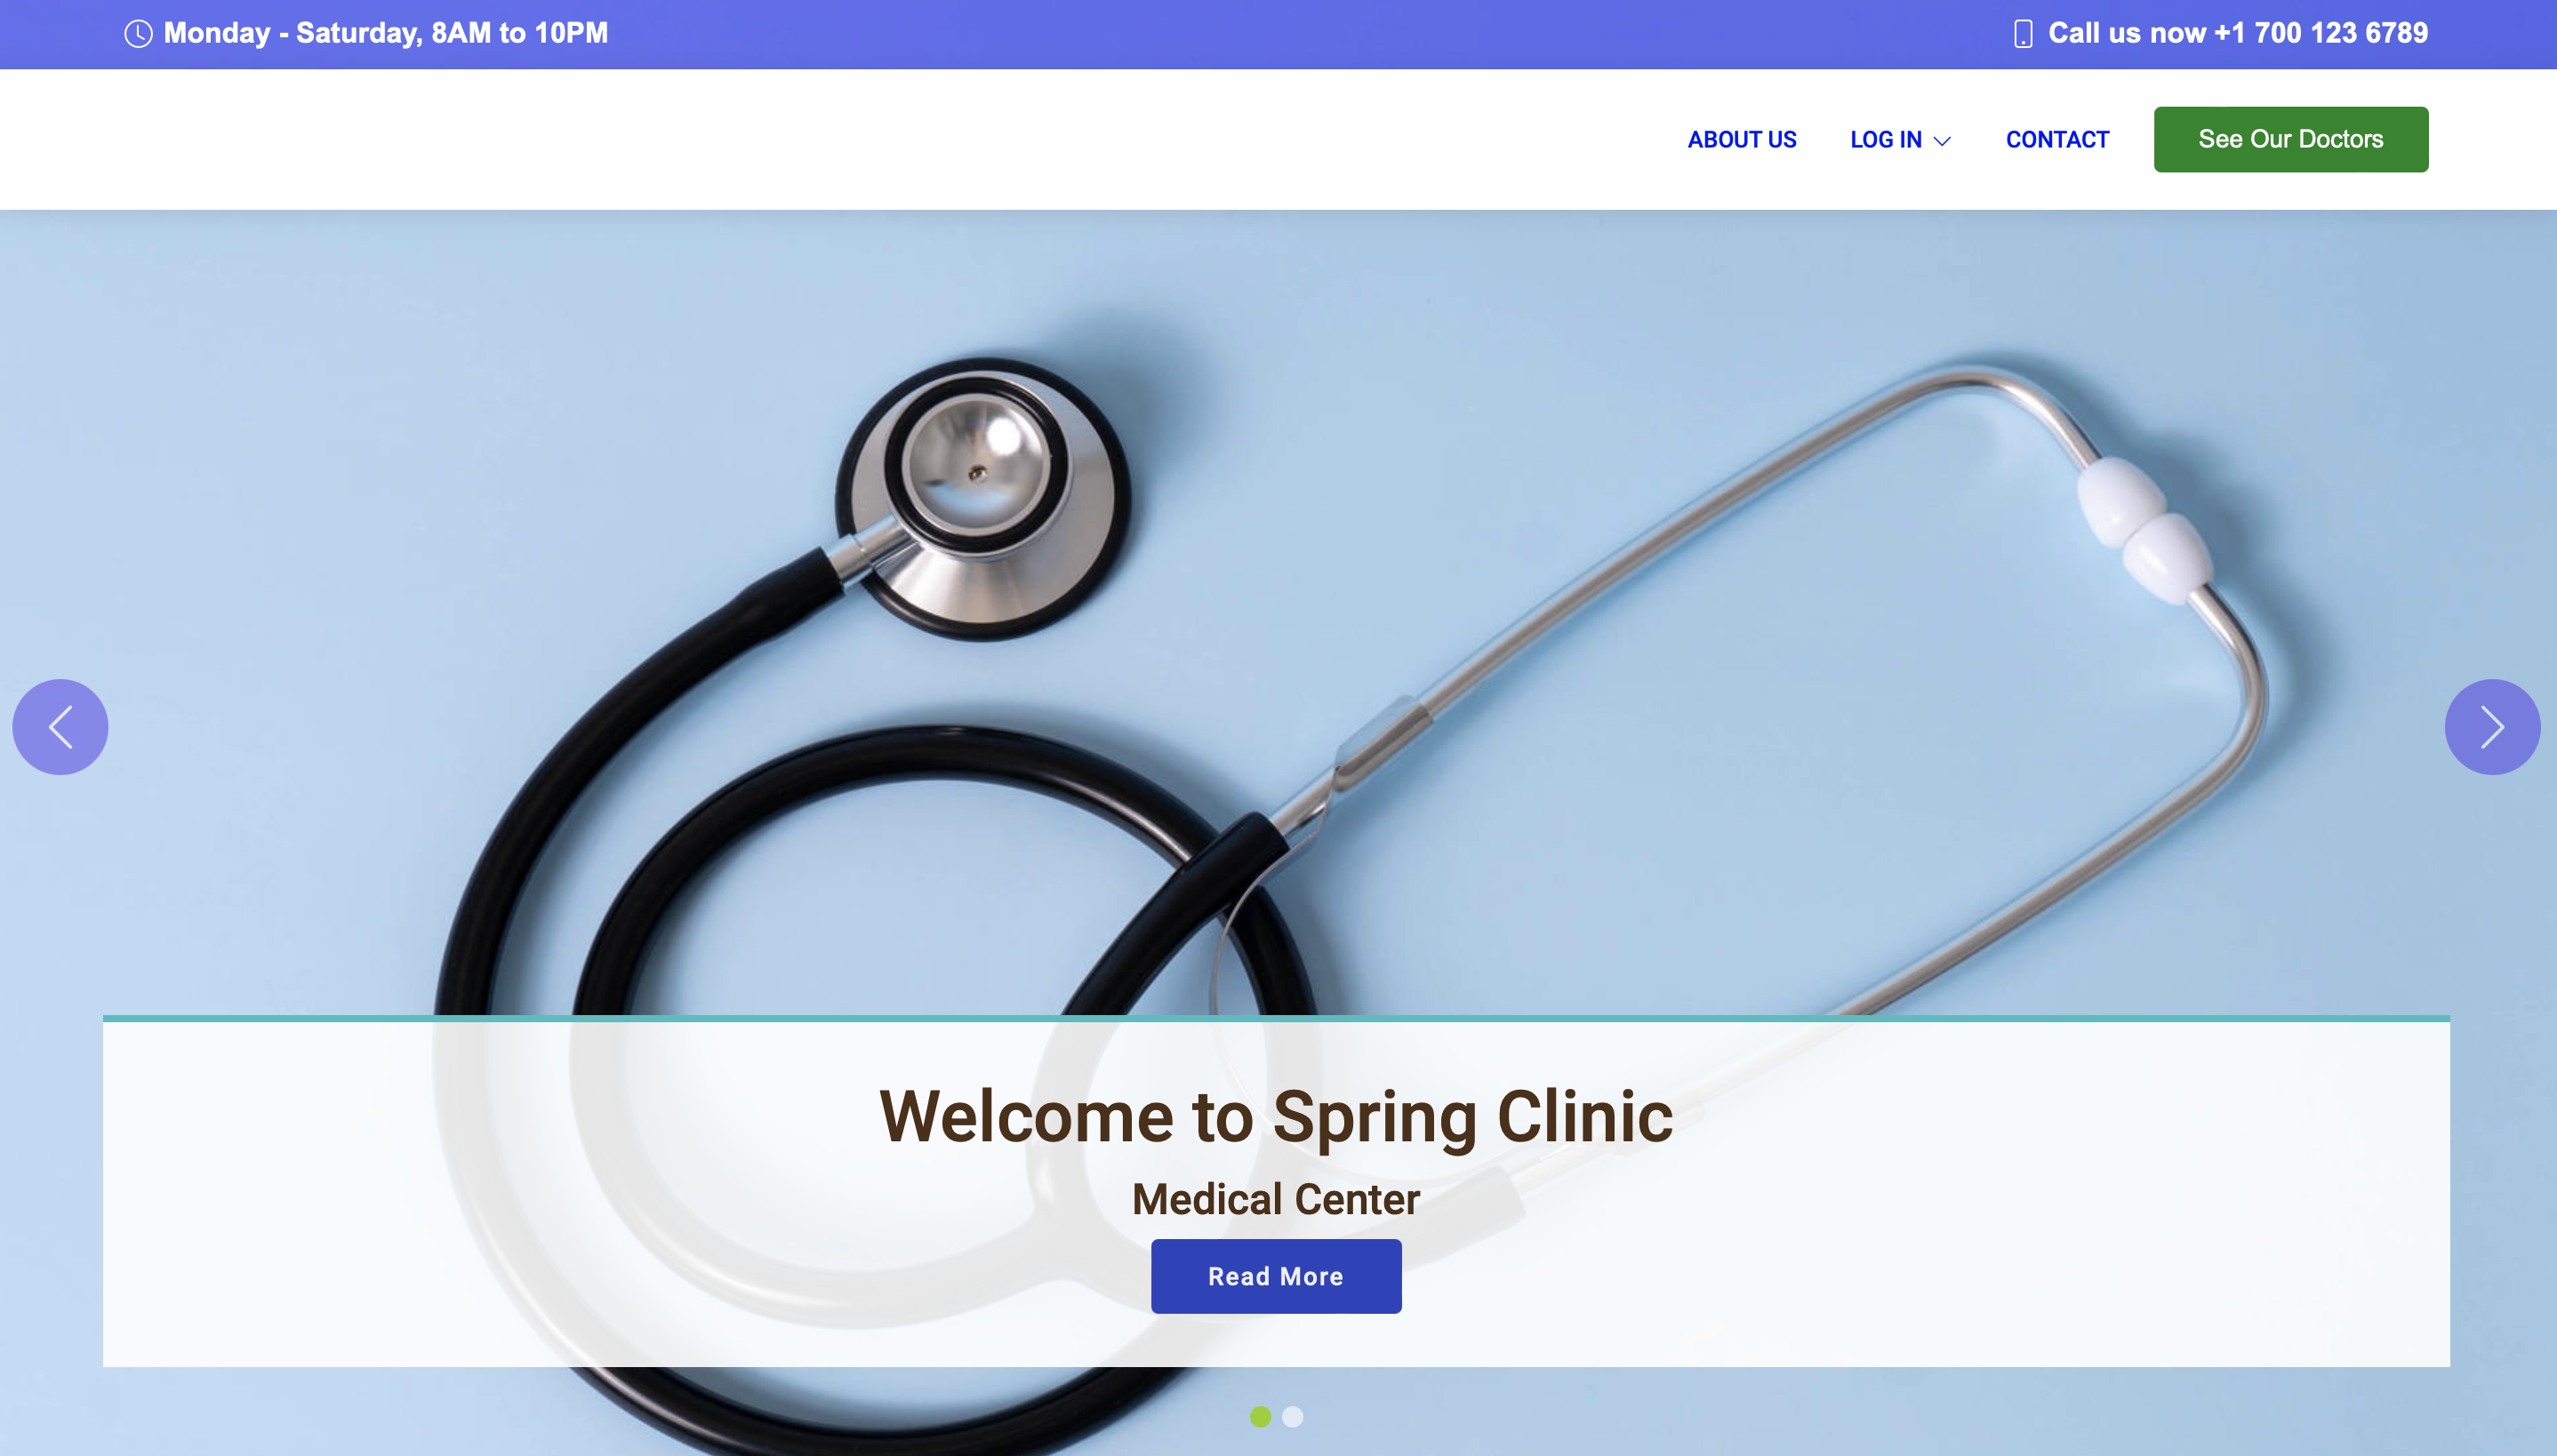 Monday - Saturday, 8AM to 10PM
Call us now +1 700 123 6789
ABOUT US
LOG IN
CONTACT
See Our Doctors
Welcome to Spring Clinic
Medical Center
Read More